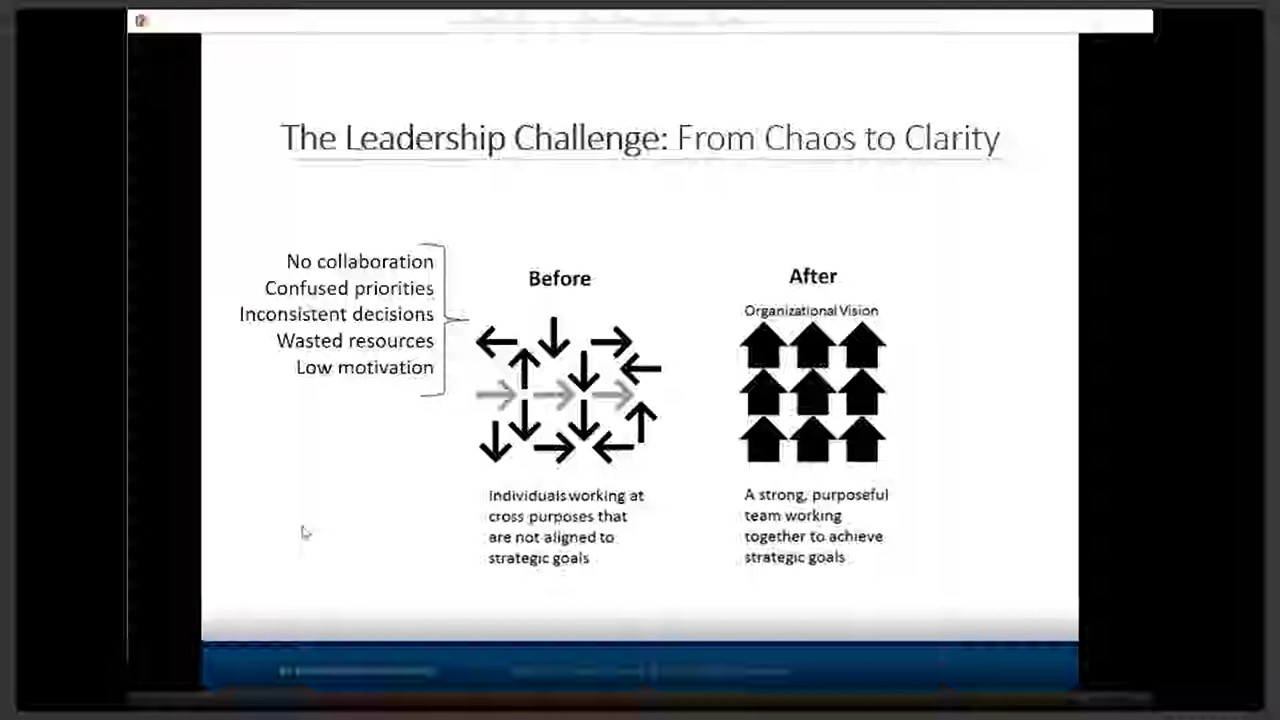 The Leadership Challenge: From Chaos to Clarity
No collaboration
Confused priorities
Inconsistent decisions
Wasted resources
Low motivation
Before
Individuals working at
cross purposes that
are not aligned to
strategic goals
After
Organizational Vision
A strong, purposeful
team working
together to achieve
strategic goals